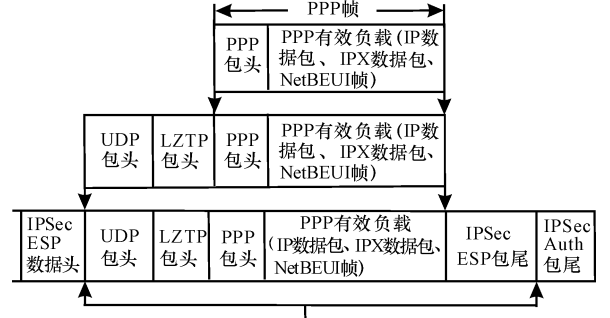 PPP帧
PPP
包头
PPP有效负载(IP数
据包、IPX数据包、
NetBEUI帧)
UDP
包头
LZTP
包头
PPP
包头
PPP有效负载(IP数
据包、IPX数据包、
NetBEUI帧)
IPSec
ESP
数据头
UDP
包头
LZTP
包头
PPP
包头
PPP有效负载
(IP数据包、IPX数据包、
NetBEUI帧)
IPSec
ESP包尾
IPSec
Auth
包尾